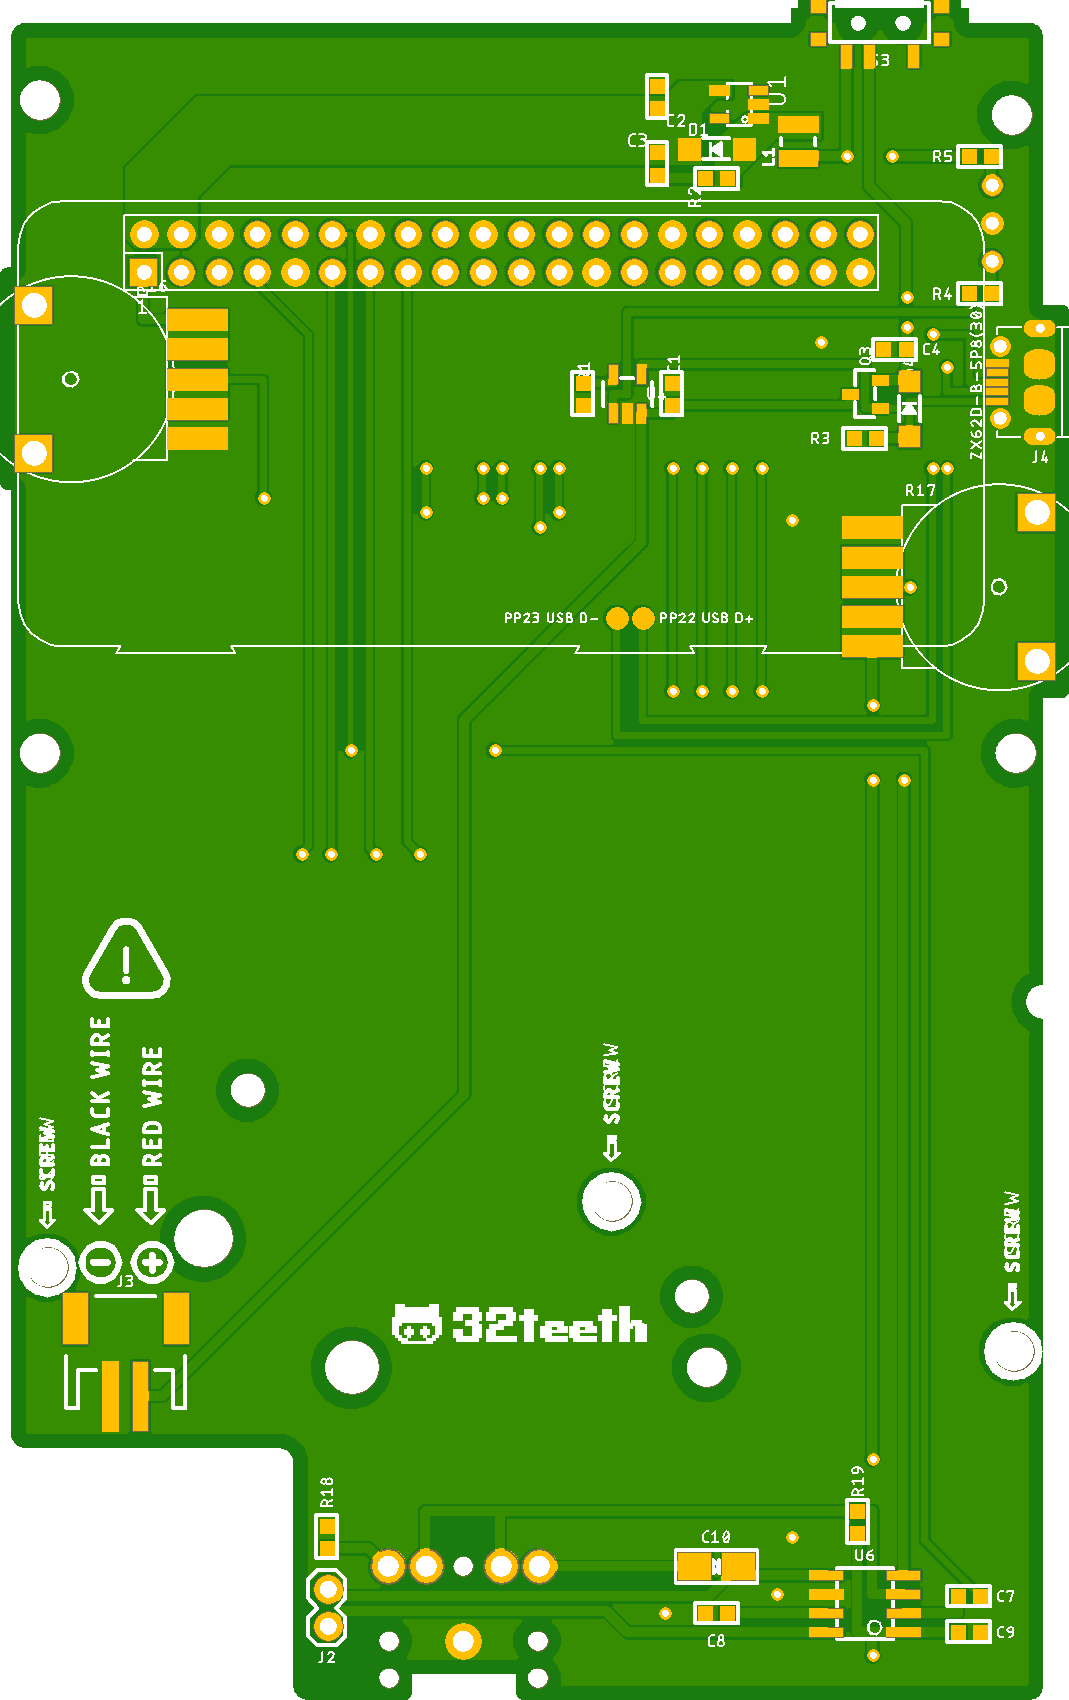 S3
U1
C2
D1
C3
L1
R5
R2
R4
ZX62D-B-5P8(30)
C1
Q3
C4
R3
J4
R17
PP23 USB D-
PP22 USB D+
BLACK WIRE
RED WIRE
SCREW
SCREW
SCREW
J3
32teeth
R18
R19
C10
U6
C7
C8
C9
J2